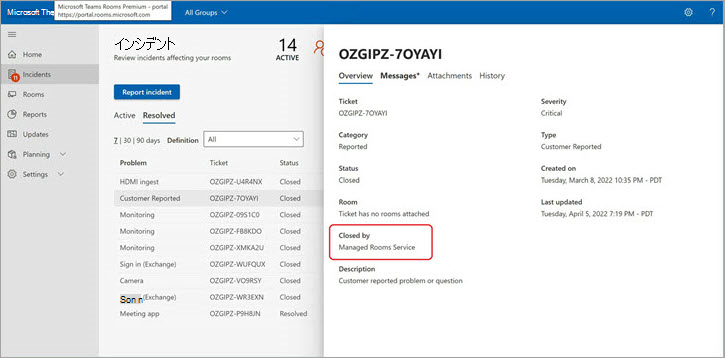 Microsoft Teams Rooms Premium - portal
https://portal.rooms.microsoft.com
Microsoft The
All Groups
Home
Incidents
11
Rooms
Reports
Updates
Planning
Settings
インシデント
Review incidents affecting your rooms
14
ACTIVE
Report incident
Active Resolved
7 | 30 | 90 days Definition All
Problem Ticket Status
HDMI ingest OZGIPZ-U4R4NX Closed
Customer Reported OZGIPZ-7OYAYI Closed
Monitoring OZGIPZ-09S1C0 Closed
Monitoring OZGIPZ-FB8KDO Closed
Monitoring OZGIPZ-XMKA2U Closed
Sign in (Exchange) OZGIPZ-WUFQUX Closed
Camera OZGIPZ-VO9RSY Closed
(Exchange) OZGIPZ-WR3EXN Closed
Meeting app OZGIPZ-P9H8JN Resolved
OZGIPZ-7OYAYI
Overview Messages* Attachments History
Ticket
OZGIPZ-7OYAYI
Severity
Critical
Category
Reported
Type
Customer Reported
Status
Closed
Created on
Tuesday, March 8, 2022 10:35 PM - PDT
Room
Ticket has no rooms attached
Last updated
Tuesday, April 5, 2022 7:19 PM - PDT
Closed by
Managed Rooms Service
Description
Customer reported problem or question